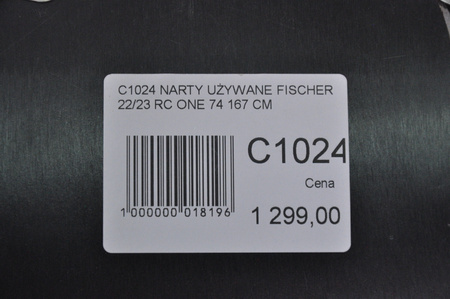 C1024 NARTY UŻYWANE FISCHER
22/23 RC ONE 74 167 CM
C1024
Cena
1 000000 018196
1 299,00